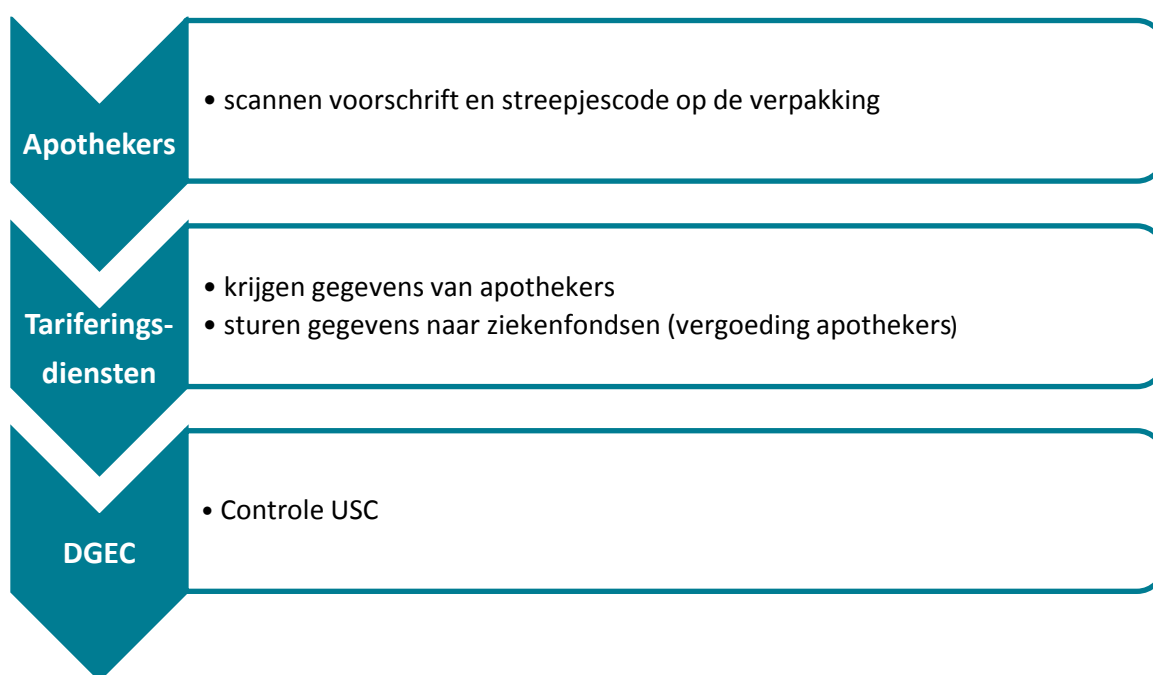 Apothekers
• scannen voorschrift en streepjescode op de verpakking
Tariferings-
diensten
• krijgen gegevens van apothekers
• sturen gegevens naar ziekenfondsen (vergoeding apothekers)
DGEC
• Controle USC